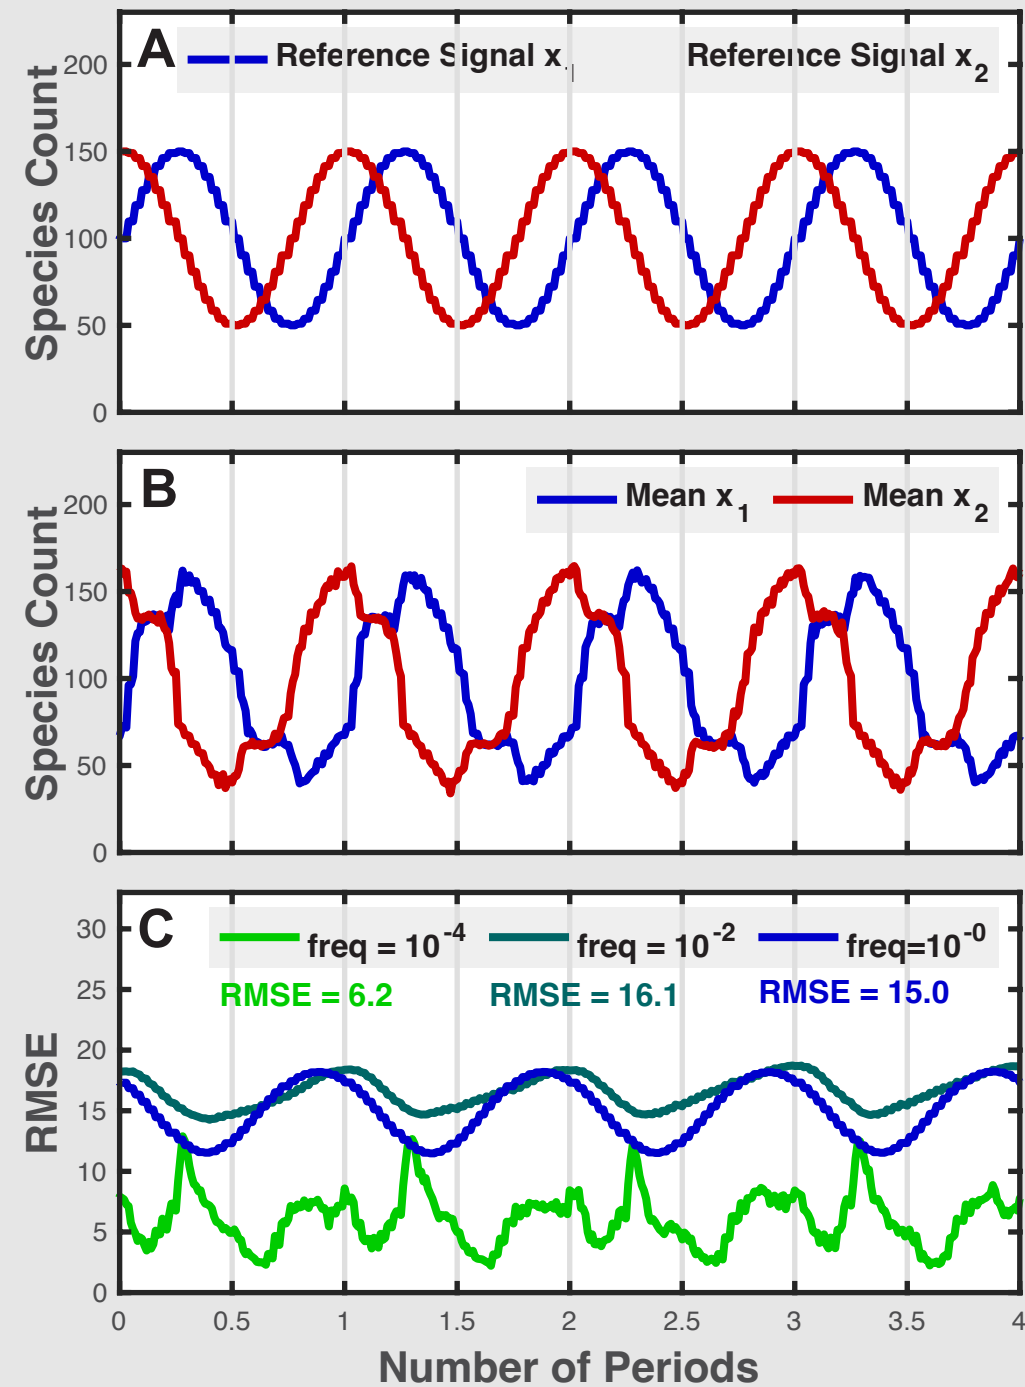 A
Reference Signal x1 Reference Signal x2
Species Count
200
150
100
50
0
B
Mean x1 Mean x2
Species Count
200
150
100
50
0
C
freq = 10-4 freq = 10-2 freq=10-0
RMSE = 6.2 RMSE = 16.1 RMSE = 15.0
RMSE
30
25
20
15
10
5
0
0 0.5 1 1.5 2 2.5 3 3.5 4
Number of Periods